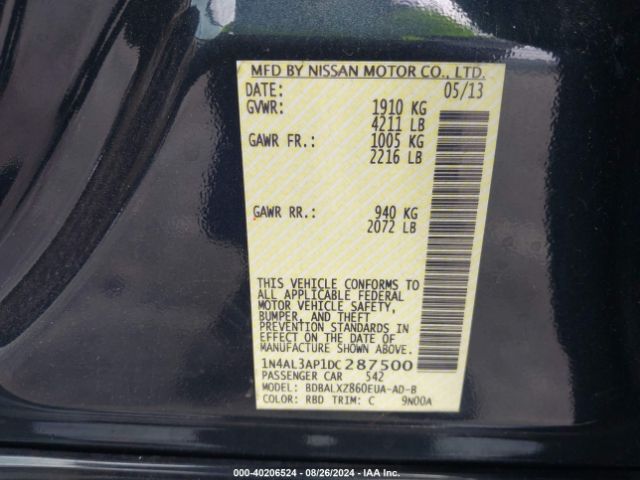 MFD BY NISSAN MOTOR CO., LTD.
DATE: 05/13
GVWR: 1910 KG
4211 LB
GAWR FR.: 1005 KG
2216 LB
GAWR RR.: 940 KG
2072 LB
THIS VEHICLE CONFORMS TO
ALL APPLICABLE FEDERAL
MOTOR VEHICLE SAFETY,
BUMPER, AND THEFT
PREVENTION STANDARDS IN
EFFECT ON THE DATE OF
MANUFACTURE SHOWN ABOVE.
1N4AL3AP1DC287500
PASSENGER CAR 542
MODEL: BDBALXZ860EUA-AD-B
COLOR: RBD TRIM: C 9N00A
000-40206524 - 08/26/2024 - IAA Inc.